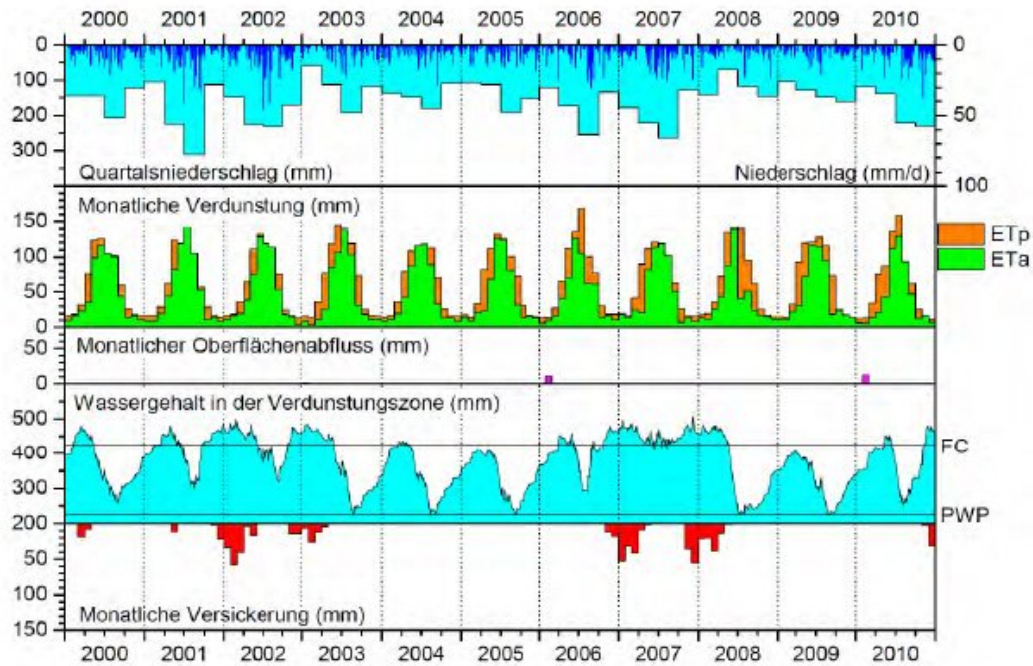 2000 2001 2002 2003 2004 2005 2006 2007 2008 2009 2010
0 0
100
200 50
300
Quartalsniederschlag (mm) Niederschlag (mm/d)
100
Monatliche Verdunstung (mm)
150
ETp
100
ETa
50
0
Monatlicher Oberflächenabfluss (mm)
50
0
Wassergehalt in der Verdunstungszone (mm)
500
FC
400
300
PWP
200
50
100
Monatliche Versickerung (mm)
150
2000 2001 2002 2003 2004 2005 2006 2007 2008 2009 2010